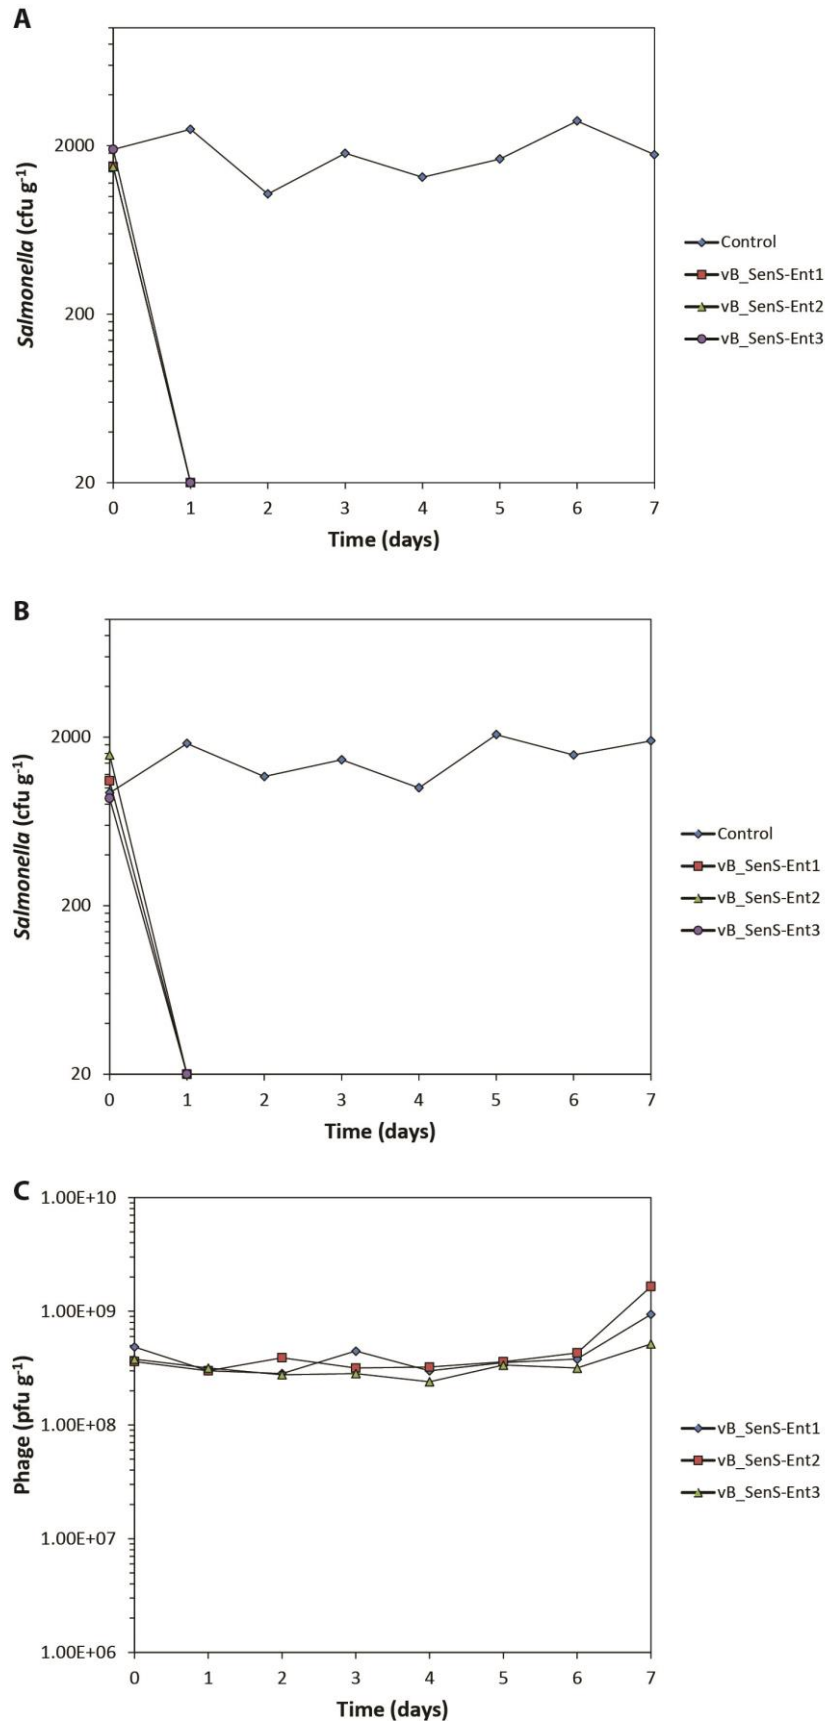 A
2000
200
20
Salmonella (cfu g⁻¹)
0 1 2 3 4 5 6 7
Time (days)
Control
vB_SenS-Ent1
vB_SenS-Ent2
vB_SenS-Ent3
B
2000
200
20
Salmonella (cfu g⁻¹)
0 1 2 3 4 5 6 7
Time (days)
Control
vB_SenS-Ent1
vB_SenS-Ent2
vB_SenS-Ent3
C
1.00E+10
1.00E+09
1.00E+08
1.00E+07
1.00E+06
Phage (pfu g⁻¹)
0 1 2 3 4 5 6 7
Time (days)
vB_SenS-Ent1
vB_SenS-Ent2
vB_SenS-Ent3